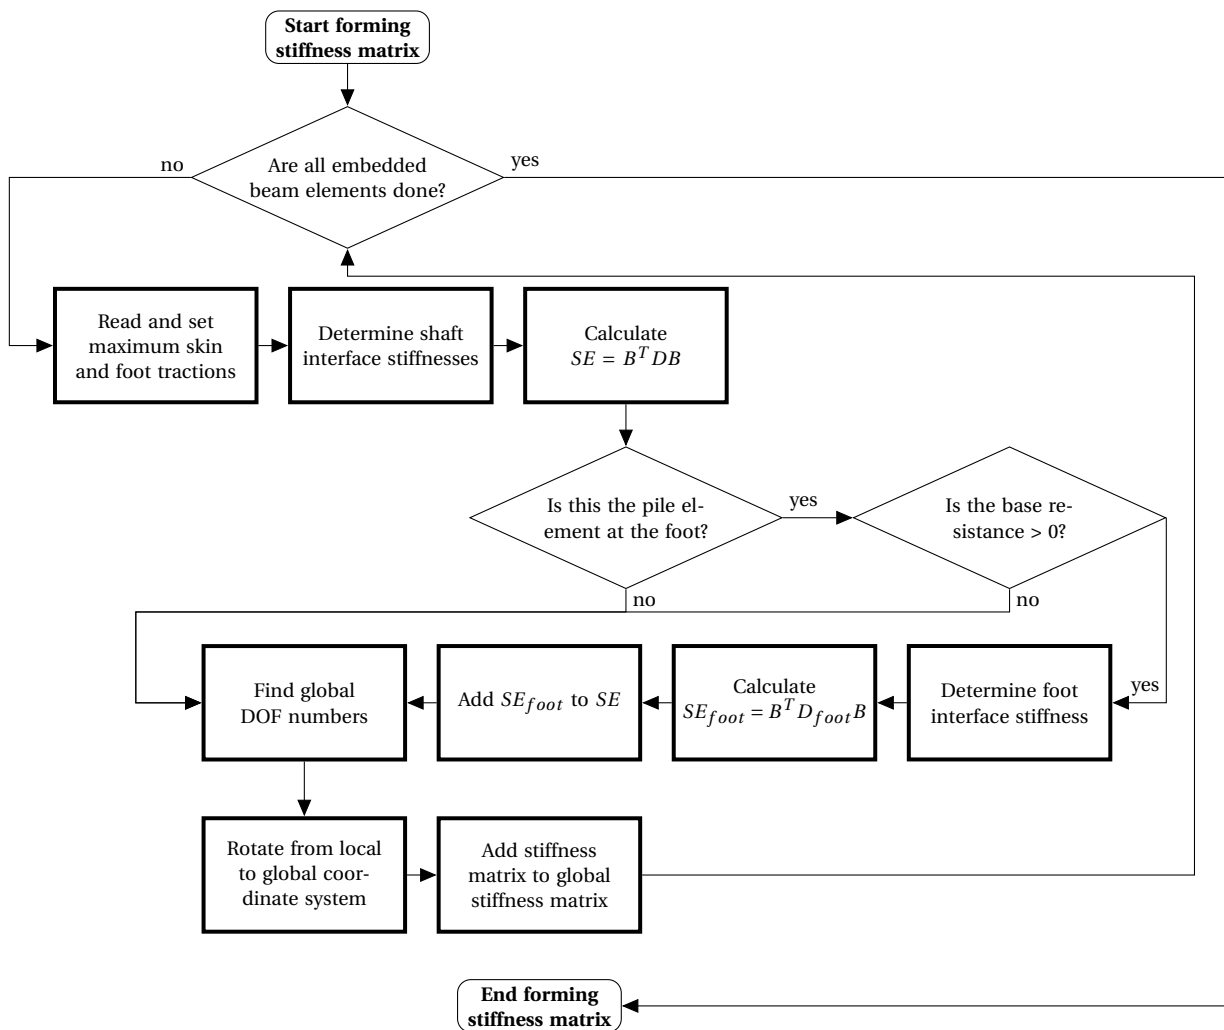 Start forming
stiffness matrix
no
yes
Are all embedded
beam elements done?
Read and set
maximum skin
and foot tractions
Determine shaft
interface stiffnesses
Calculate
SE = B^T DB
Is this the pile el-
ement at the foot?
yes
Is the base re-
sistance > 0?
no
no
yes
Find global
DOF numbers
Add SE_foot to SE
Calculate
SE_foot = B^T D_foot B
Determine foot
interface stiffness
Rotate from local
to global coor-
dinate system
Add stiffness
matrix to global
stiffness matrix
End forming
stiffness matrix